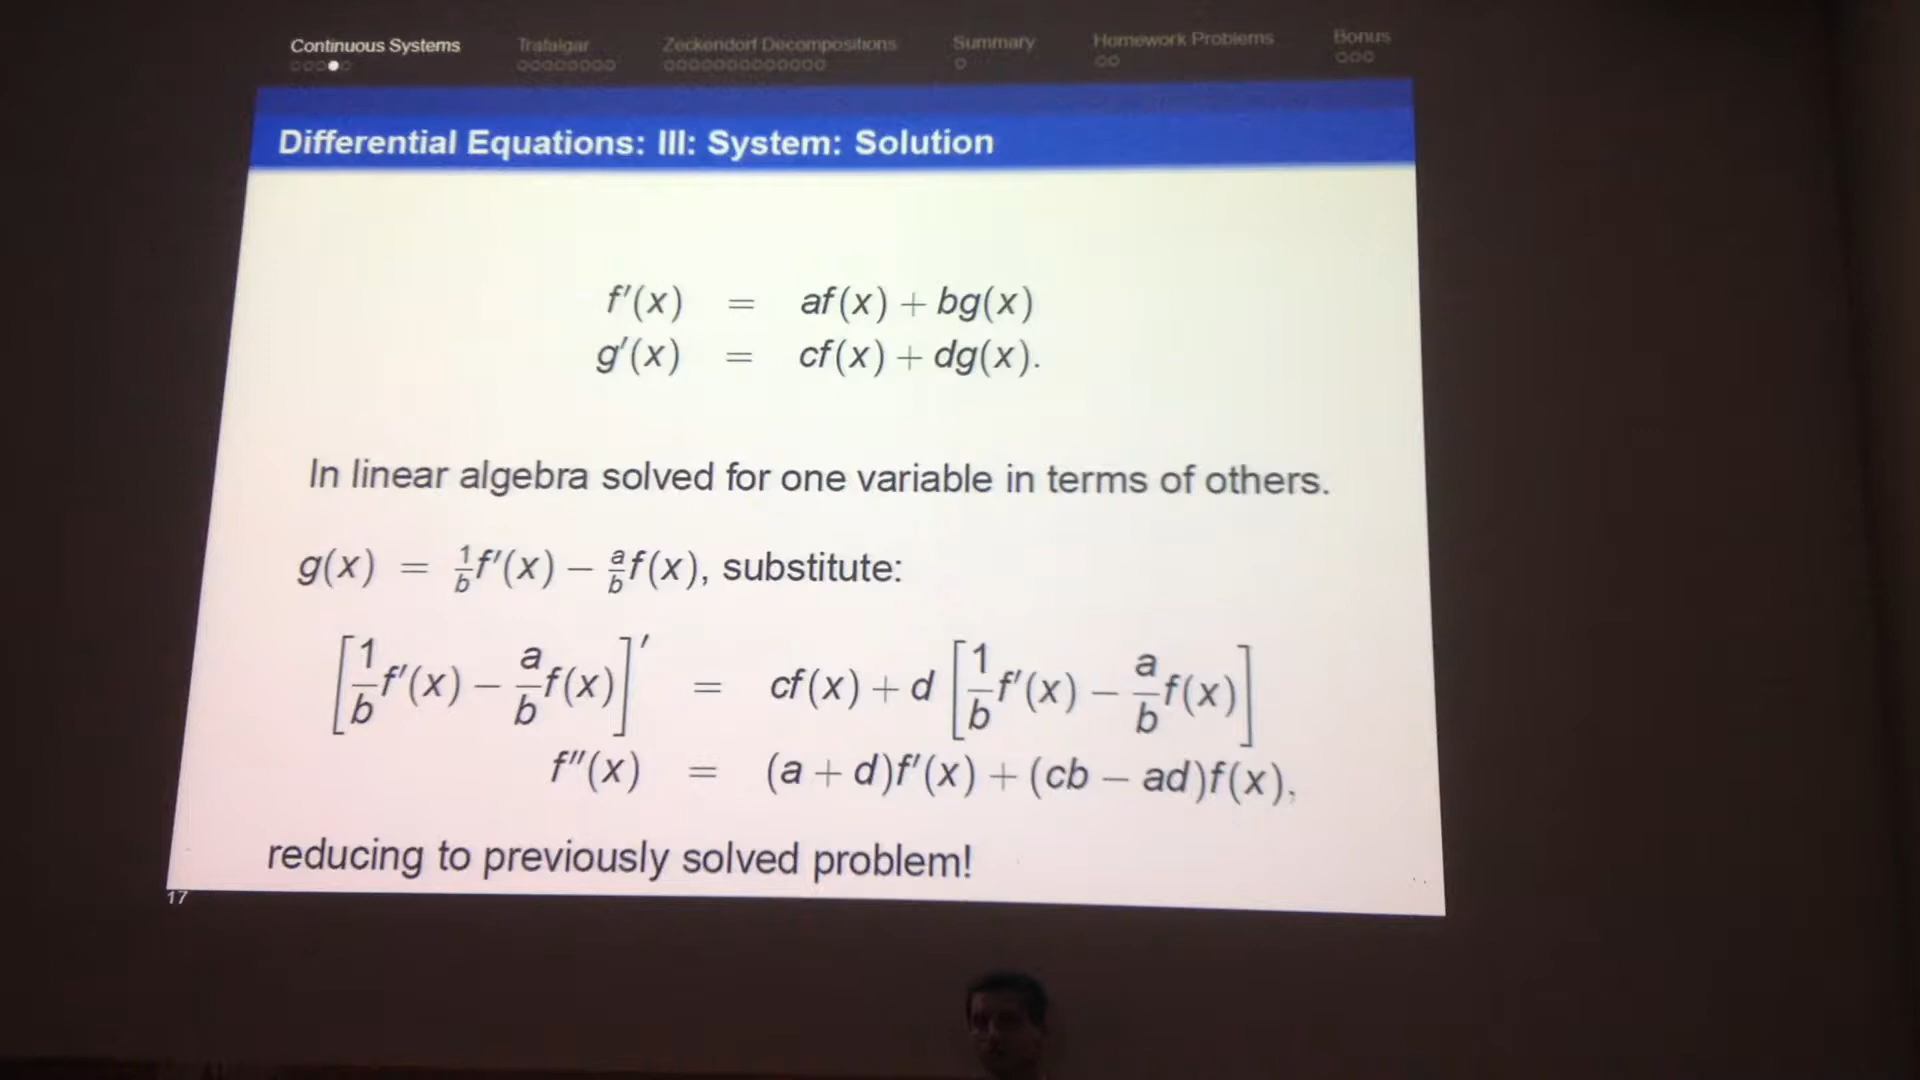 Continuous Systems Trafalgar Zeckendorf Decompositions Summary Homework Problems Bonus
Differential Equations: III: System: Solution
f′(x) = af(x) + bg(x)
g′(x) = cf(x) + dg(x).
In linear algebra solved for one variable in terms of others.
g(x) = 1/b f′(x) − a/b f(x), substitute:
[1/b f′(x) − a/b f(x)]′ = cf(x) + d [1/b f′(x) − a/b f(x)]
f″(x) = (a + d)f′(x) + (cb − ad)f(x),
reducing to previously solved problem!
17